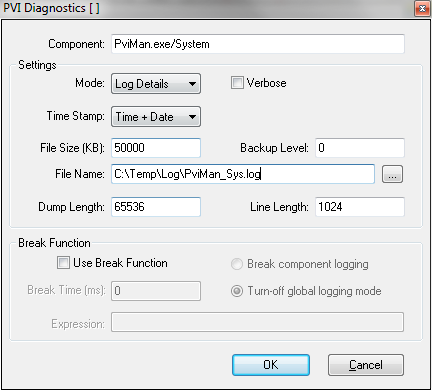 PVI Diagnostics [ ]
Component: PviMan.exe/System
Settings
Mode: Log Details Verbose
Time Stamp: Time + Date
File Size (KB): 50000 Backup Level: 0
File Name: C:\Temp\Log\PviMan_Sys.log ...
Dump Length: 65536 Line Length: 1024
Break Function
Use Break Function Break component logging
Break Time (ms): 0 Turn-off global logging mode
Expression:
OK Cancel